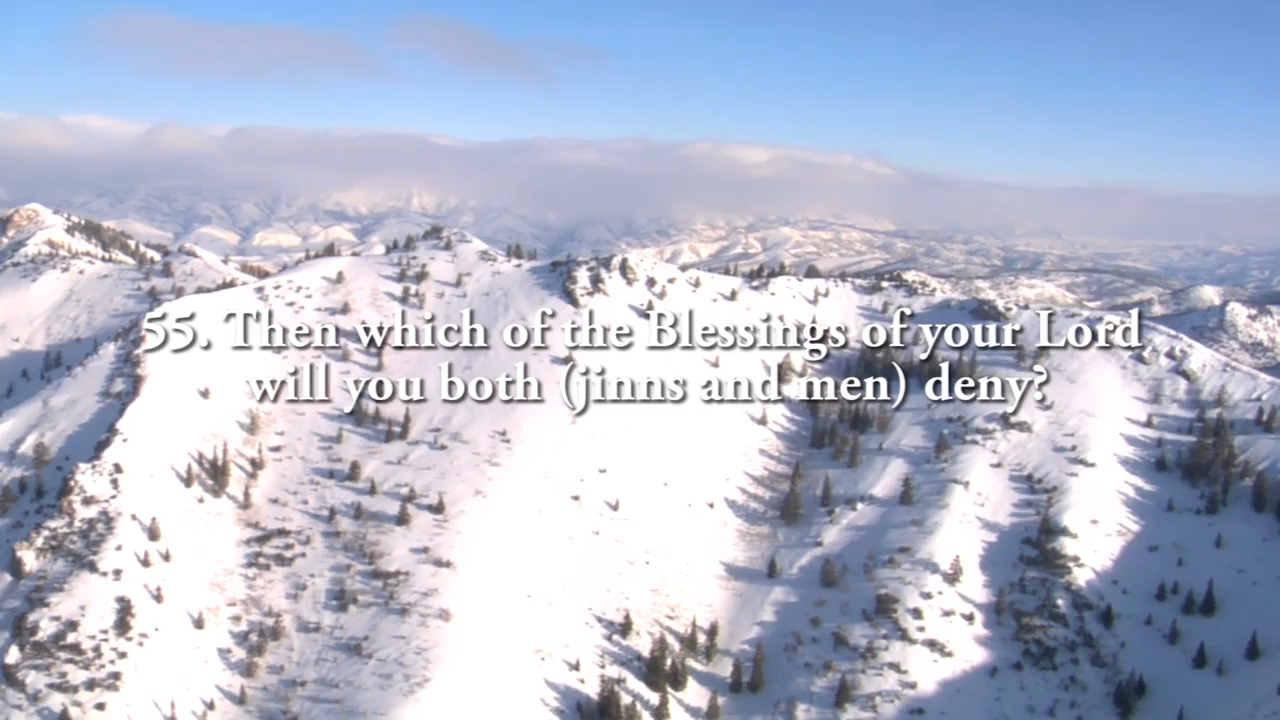 55. Then which of the Blessings of your Lord
will you both (jinns and men) deny?